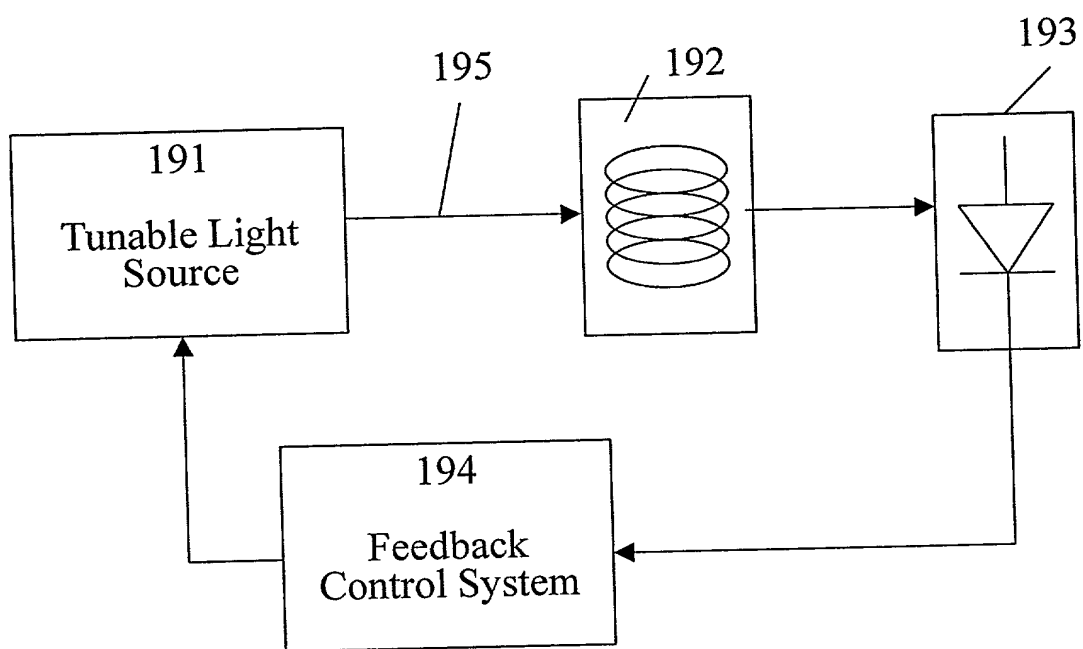 193
195
192
191
Tunable Light
Source
194
Feedback
Control System